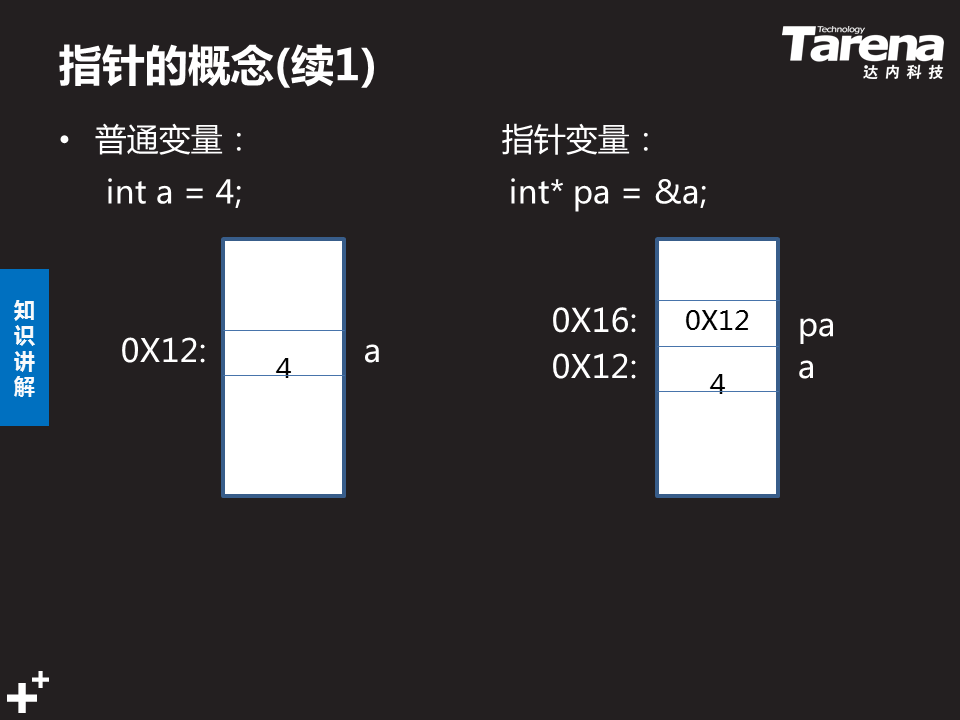 指针的概念(续1)
Technology
Tarena
达内科技
• 普通变量：
int a = 4;
指针变量：
int* pa = &a;
知识讲解
0X12:
4
a
0X16:
0X12
pa
0X12:
4
a